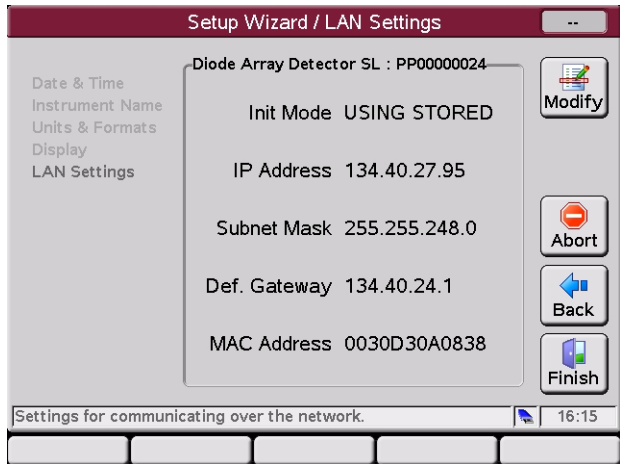 Setup Wizard / LAN Settings
--
Date & Time
Instrument Name
Units & Formats
Display
LAN Settings
Diode Array Detector SL : PP00000024
Init Mode USING STORED
IP Address 134.40.27.95
Subnet Mask 255.255.248.0
Def. Gateway 134.40.24.1
MAC Address 0030D30A0838
Modify
Abort
Back
Finish
Settings for communicating over the network.
16:15